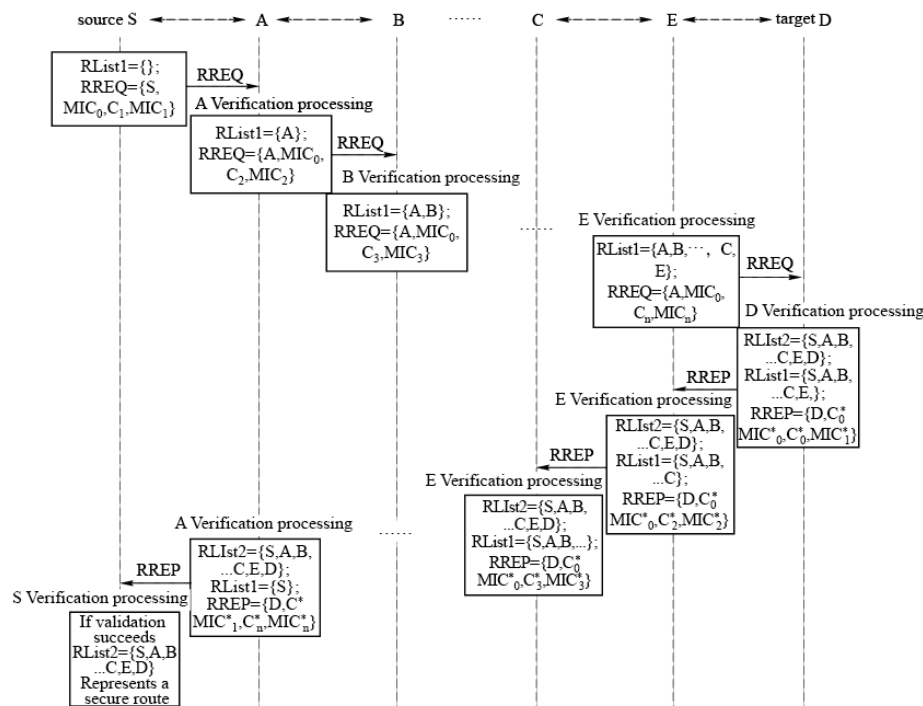 source S A B ...... C E target D
RList1={};
RREQ={S,
MIC₀,C₁,MIC₁}
RREQ
A Verification processing
RList1={A};
RREQ={A,MIC₀,
C₂,MIC₂}
RREQ
B Verification processing
RList1={A,B};
RREQ={A,MIC₀,
C₃,MIC₃}
......
E Verification processing
RList1={A,B,···, C,
E};
RREQ={A,MIC₀,
Cₙ,MICₙ}
RREQ
D Verification processing
RLIst2={S,A,B,
...C,E,D};
RList1={S,A,B,
...C,E,};
RREP={D,C*₀
MIC*₀,C*₀,MIC*₁}
RREP
E Verification processing
RLIst2={S,A,B,
...C,E,D};
RList1={S,A,B,
...C};
RREP={D,C*₀
MIC*₀,C*₂,MIC*₂}
RREP
E Verification processing
RLIst2={S,A,B,
...C,E,D};
RList1={S,A,B,...};
RREP={D,C*₀
MIC*₀,C*₃,MIC*₃}
......
A Verification processing
RLIst2={S,A,B,
...C,E,D};
RList1={S};
RREP={D,C*
MIC*₁,C*ₙ,MIC*ₙ}
RREP
S Verification processing
If validation
succeeds
RList2={S,A,B
...C,E,D}
Represents a
secure route